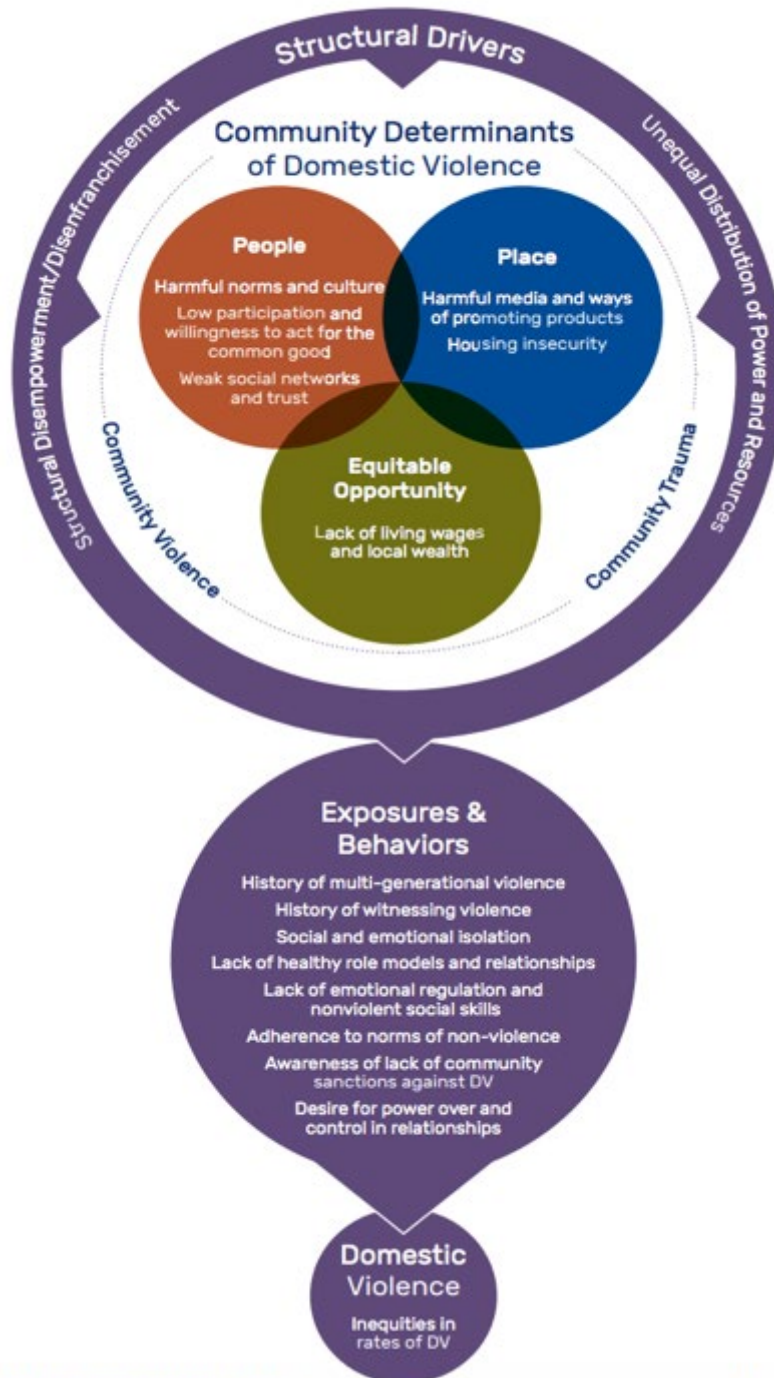 Structural Drivers
Structural Disempowerment/Disenfranchisement
Unequal Distribution of Power and Resources
Community Determinants
of Domestic Violence
People
Harmful norms and culture
Low participation and
willingness to act for the
common good
Weak social networks
and trust
Place
Harmful media and ways
of promoting products
Housing insecurity
Equitable
Opportunity
Lack of living wages
and local wealth
Community Violence
Community Trauma
Exposures &
Behaviors
History of multi-generational violence
History of witnessing violence
Social and emotional isolation
Lack of healthy role models and relationships
Lack of emotional regulation and
nonviolent social skills
Adherence to norms of non-violence
Awareness of lack of community
sanctions against DV
Desire for power over and
control in relationships
Domestic
Violence
Inequities in
rates of DV